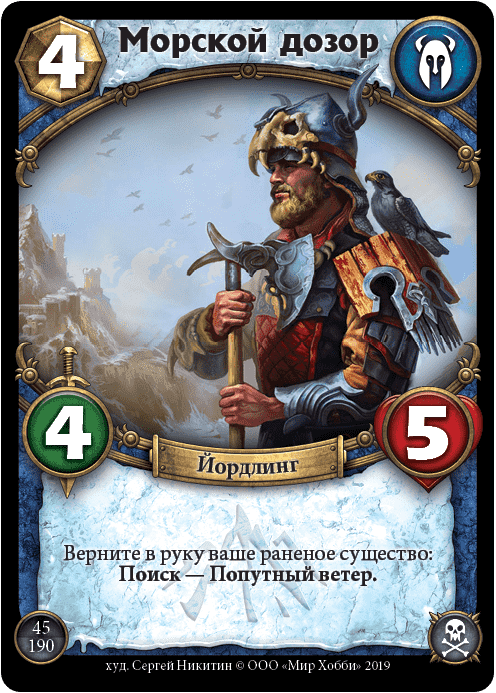 4
Морской дозор
4
Йордлинг
5
Верните в руку ваше раненое существо:
Поиск — Попутный ветер.
45
190
худ. Сергей Никитин © ООО «Мир Хобби» 2019